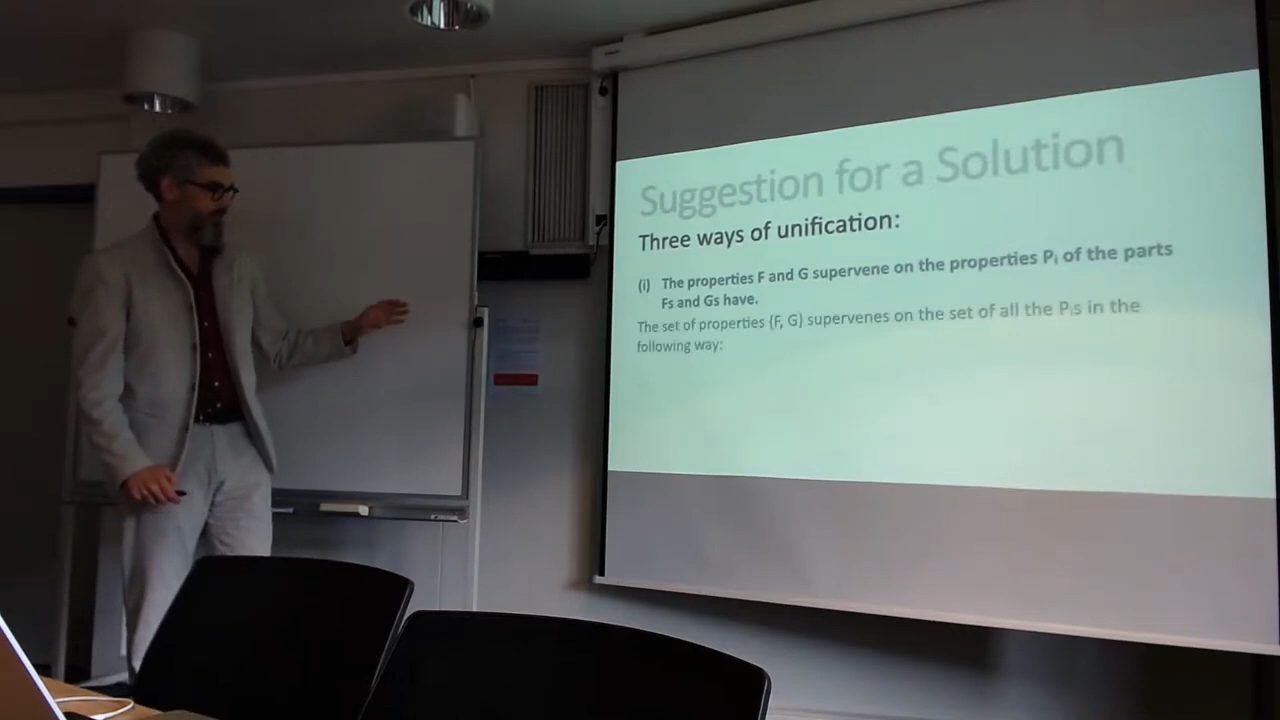 Suggestion for a Solution
Three ways of unification:
(i) The properties F and G supervene on the properties Pᵢ of the parts
Fs and Gs have.
The set of properties (F, G) supervenes on the set of all the Pᵢs in the
following way: